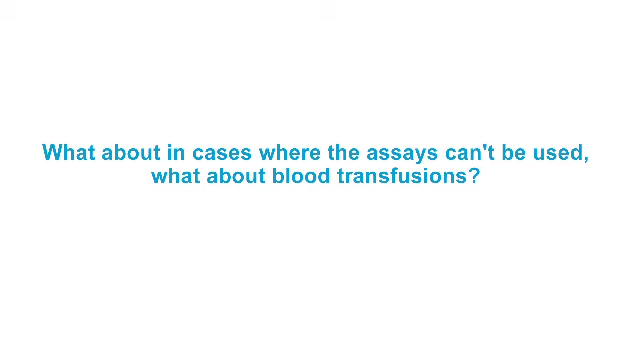 What about in cases where the assays can't be used,
what about blood transfusions?